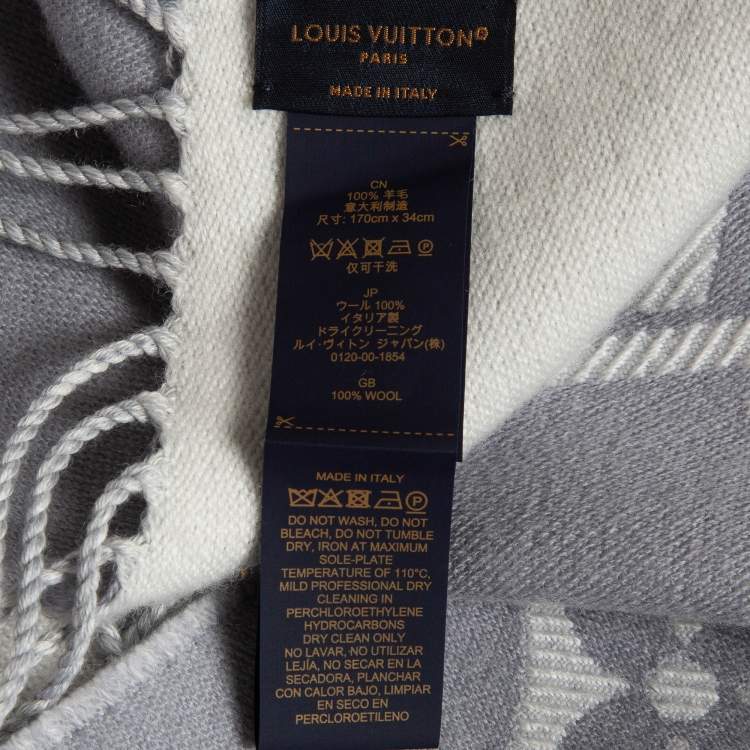 LOUIS VUITTON
PARIS
MADE IN ITALY
CN
100% 羊毛
意大利制造
尺寸: 170cm x 34cm
仅可干洗
JP
ウール 100%
イタリア製
ドライクリーニング
ルイ・ヴィトン ジャパン(株)
0120-00-1854
GB
100% WOOL
MADE IN ITALY
DO NOT WASH, DO NOT
BLEACH, DO NOT TUMBLE
DRY, IRON AT MAXIMUM
SOLE-PLATE
TEMPERATURE OF 110°C,
MILD PROFESSIONAL DRY
CLEANING IN
PERCHLOROETHYLENE
HYDROCARBONS
DRY CLEAN ONLY
NO LAVAR, NO UTILIZAR
LEJÍA, NO SECAR EN LA
SECADORA, PLANCHAR
CON CALOR BAJO, LIMPIAR
EN SECO EN
PERCLOROETILENO